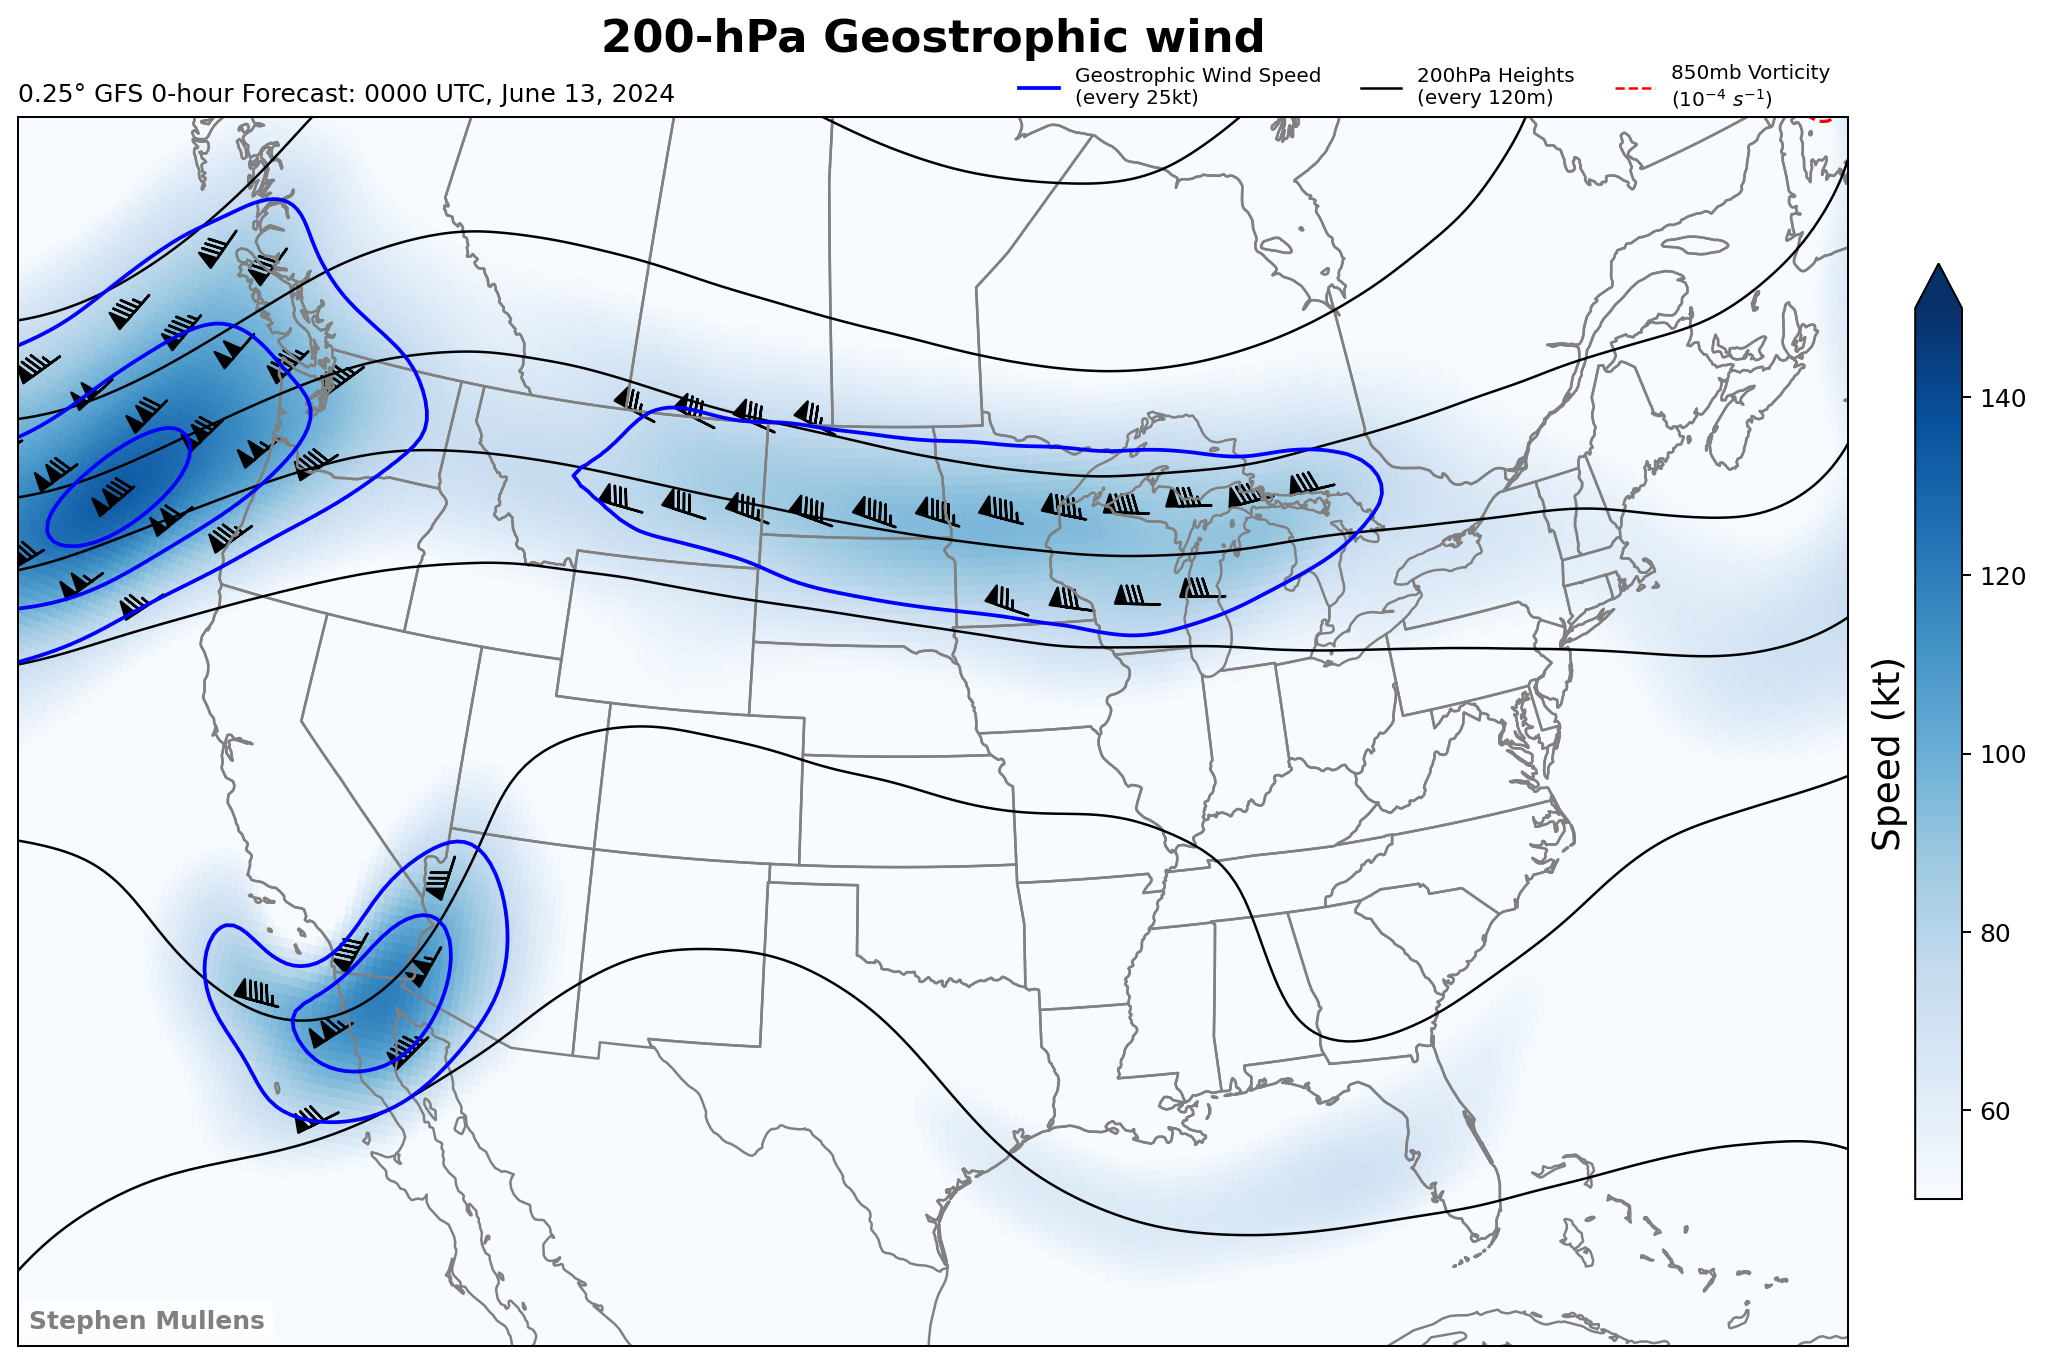 200-hPa Geostrophic wind
0.25° GFS 0-hour Forecast: 0000 UTC, June 13, 2024
Geostrophic Wind Speed
(every 25kt)
200hPa Heights
(every 120m)
850mb Vorticity
(10⁻⁴ s⁻¹)
140
120
100
80
60
Speed (kt)
Stephen Mullens